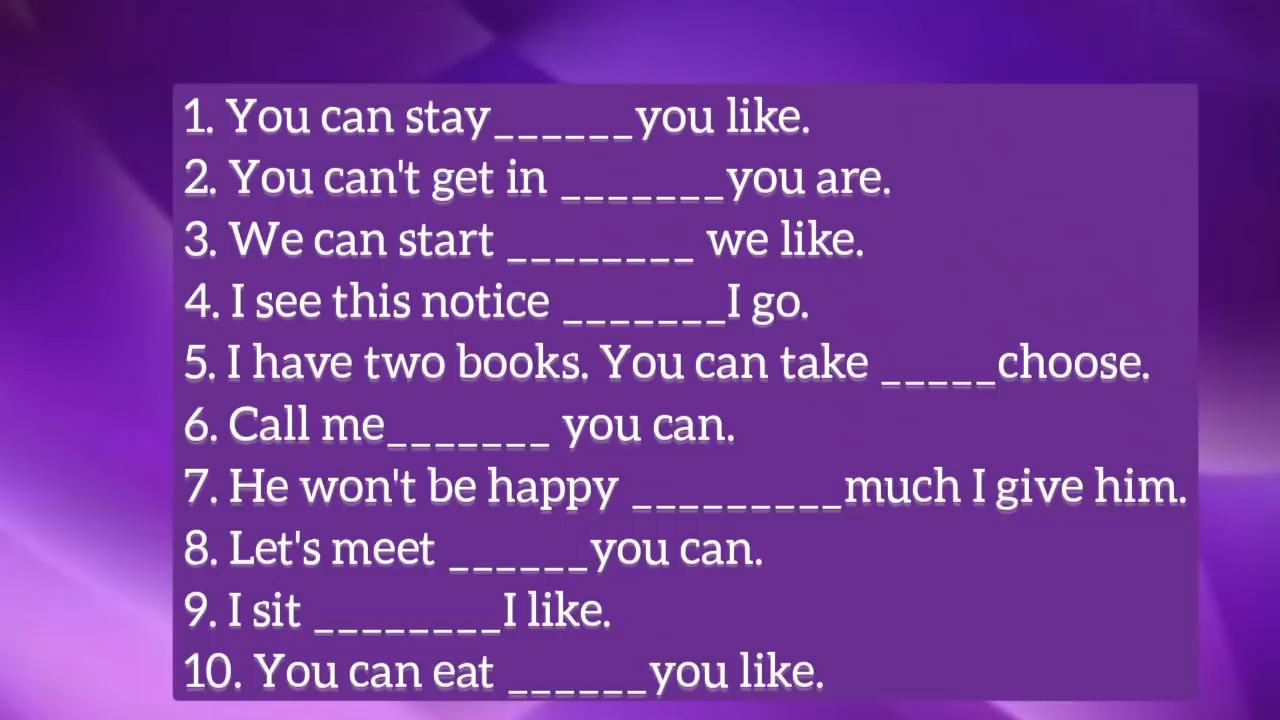 1. You can stay______you like.
2. You can't get in _______you are.
3. We can start ________ we like.
4. I see this notice _______I go.
5. I have two books. You can take _____choose.
6. Call me_______ you can.
7. He won't be happy _________much I give him.
8. Let's meet ______you can.
9. I sit ________I like.
10. You can eat ______you like.